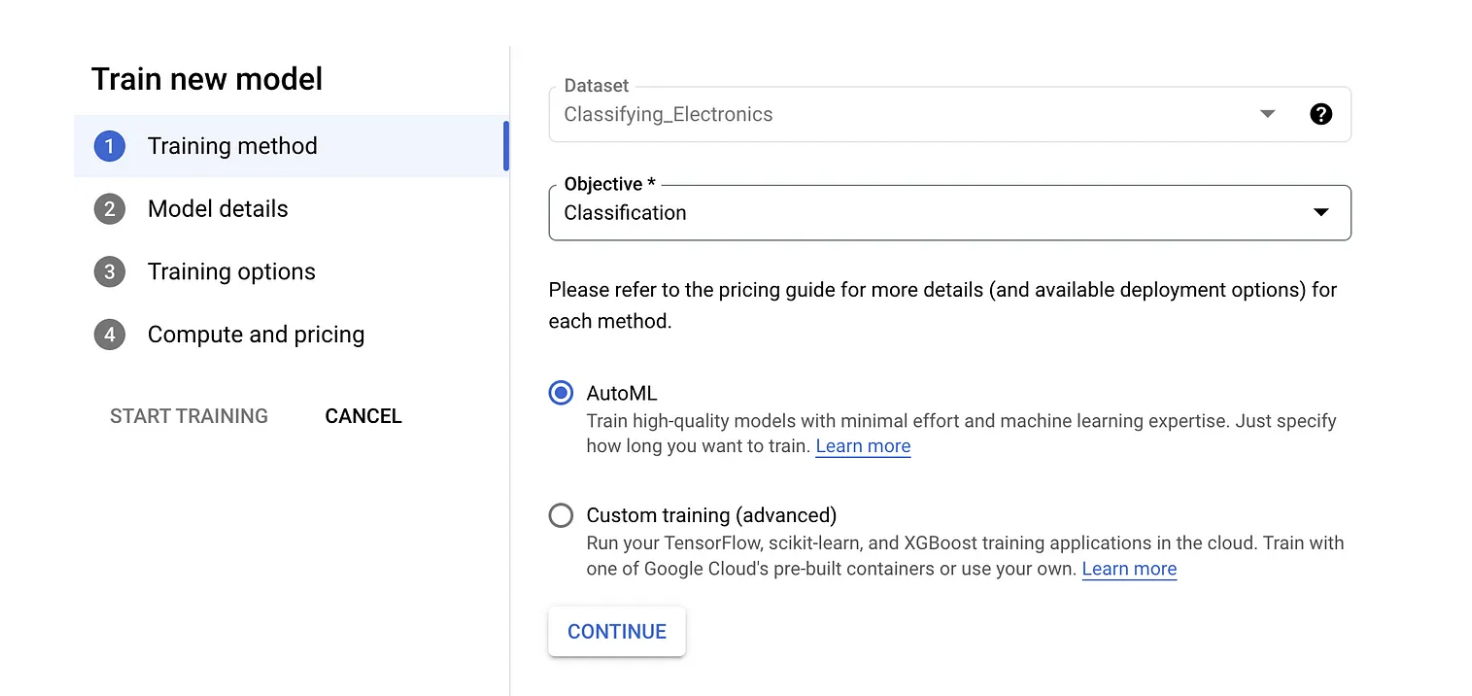 Train new model
1 Training method
2 Model details
3 Training options
4 Compute and pricing
START TRAINING CANCEL
Dataset
Classifying_Electronics
?
Objective *
Classification
Please refer to the pricing guide for more details (and available deployment options) for
each method.
AutoML
Train high-quality models with minimal effort and machine learning expertise. Just specify
how long you want to train. Learn more
Custom training (advanced)
Run your TensorFlow, scikit-learn, and XGBoost training applications in the cloud. Train with
one of Google Cloud's pre-built containers or use your own. Learn more
CONTINUE